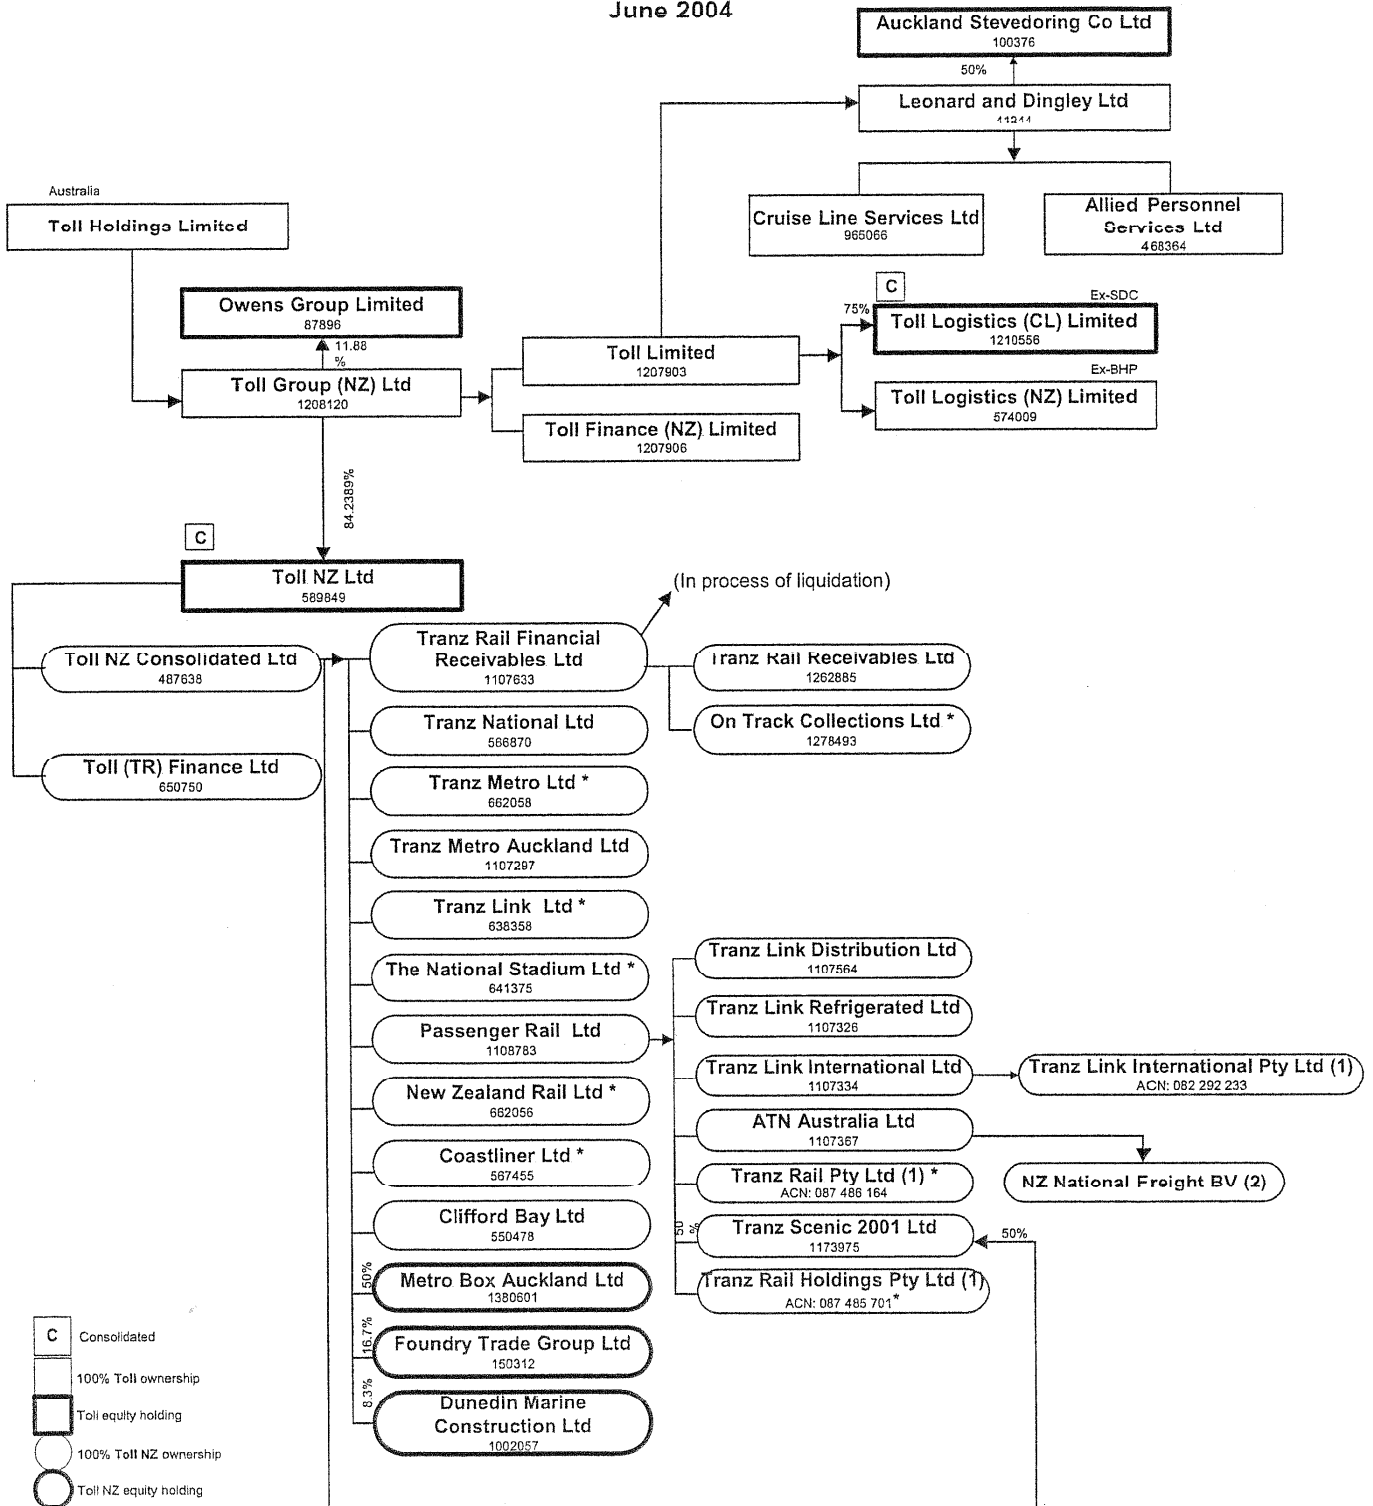 June 2004
Auckland Stevedoring Co Ltd
100376
50%
Leonard and Dingley Ltd
Australia
Toll Holdings Limited
Cruise Line Services Ltd
965066
Allied Personnel
Services Ltd
468364
Owens Group Limited
87896
11.88
%
Toll Group (NZ) Ltd
1208120
Toll Limited
1207903
Toll Finance (NZ) Limited
1207906
C
Ex-SDC
75%
Toll Logistics (CL) Limited
1210556
Ex-BHP
Toll Logistics (NZ) Limited
574009
84.2389%
C
Toll NZ Ltd
589849
(In process of liquidation)
Toll NZ Consolidated Ltd
487638
Toll (TR) Finance Ltd
650750
Tranz Rail Financial
Receivables Ltd
1107633
Tranz Rail Receivables Ltd
1262885
On Track Collections Ltd *
1278493
Tranz National Ltd
566870
Tranz Metro Ltd *
662058
Tranz Metro Auckland Ltd
1107297
Tranz Link Ltd *
638358
The National Stadium Ltd *
641375
Passenger Rail Ltd
1108783
New Zealand Rail Ltd *
662056
Coastliner Ltd *
567455
Clifford Bay Ltd
550478
50%
Metro Box Auckland Ltd
1380601
16.7%
Foundry Trade Group Ltd
150312
8.3%
Dunedin Marine
Construction Ltd
1002057
Tranz Link Distribution Ltd
1107564
Tranz Link Refrigerated Ltd
1107326
Tranz Link International Ltd
1107334
Tranz Link International Pty Ltd (1)
ACN: 082 292 233
ATN Australia Ltd
1107367
NZ National Freight BV (2)
Tranz Rail Pty Ltd (1) *
ACN: 087 486 164
50
%
Tranz Scenic 2001 Ltd
1173975
50%
Tranz Rail Holdings Pty Ltd (1)
ACN: 087 485 701*
C Consolidated
100% Toll ownership
Toll equity holding
100% Toll NZ ownership
Toll NZ equity holding